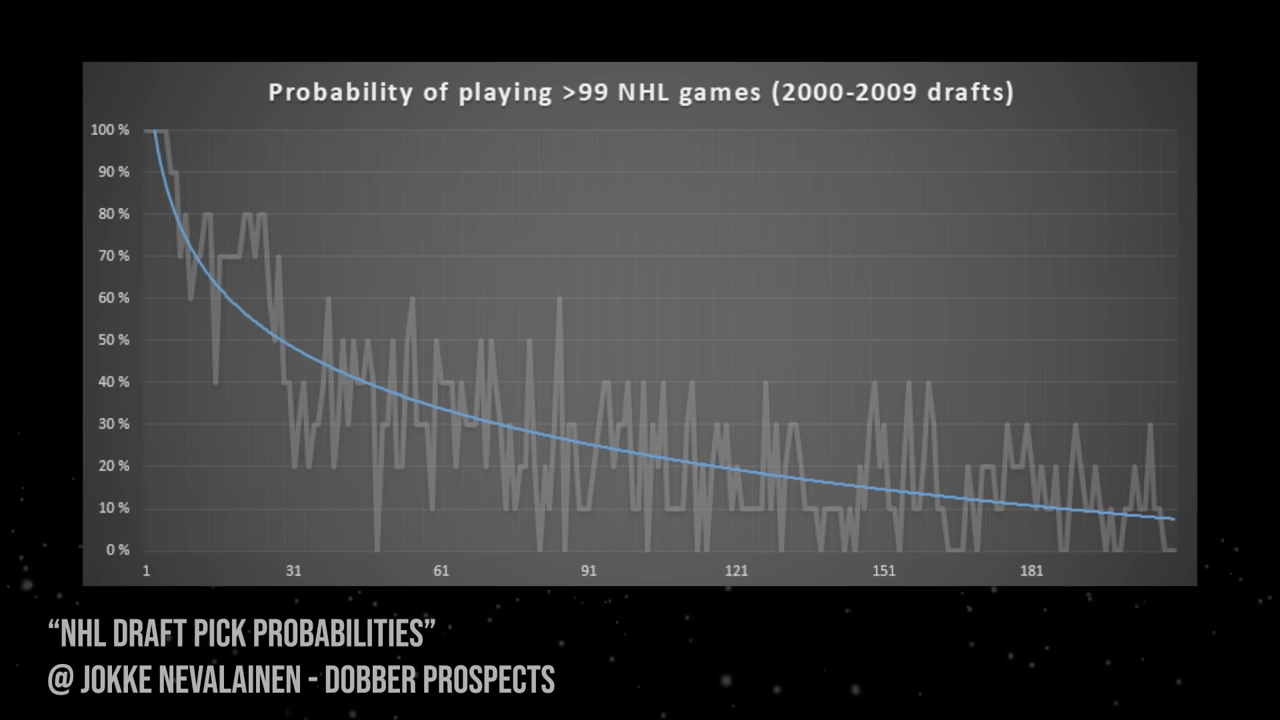 Probability of playing >99 NHL games (2000-2009 drafts)
100 %
90 %
80 %
70 %
60 %
50 %
40 %
30 %
20 %
10 %
0 %
1 31 61 91 121 151 181
“NHL DRAFT PICK PROBABILITIES”
@ JOKKE NEVALAINEN - DOBBER PROSPECTS